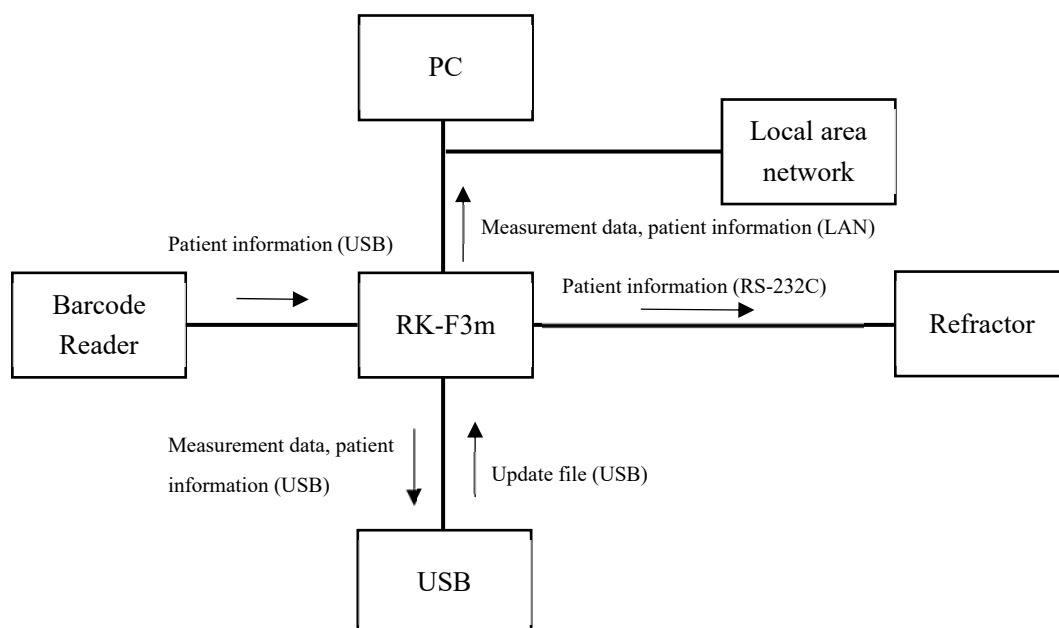 PC
Local area
network
Measurement data, patient information (LAN)
Patient information (USB)
Patient information (RS-232C)
Barcode
Reader
RK-F3m
Refractor
Measurement data, patient
information (USB)
Update file (USB)
USB